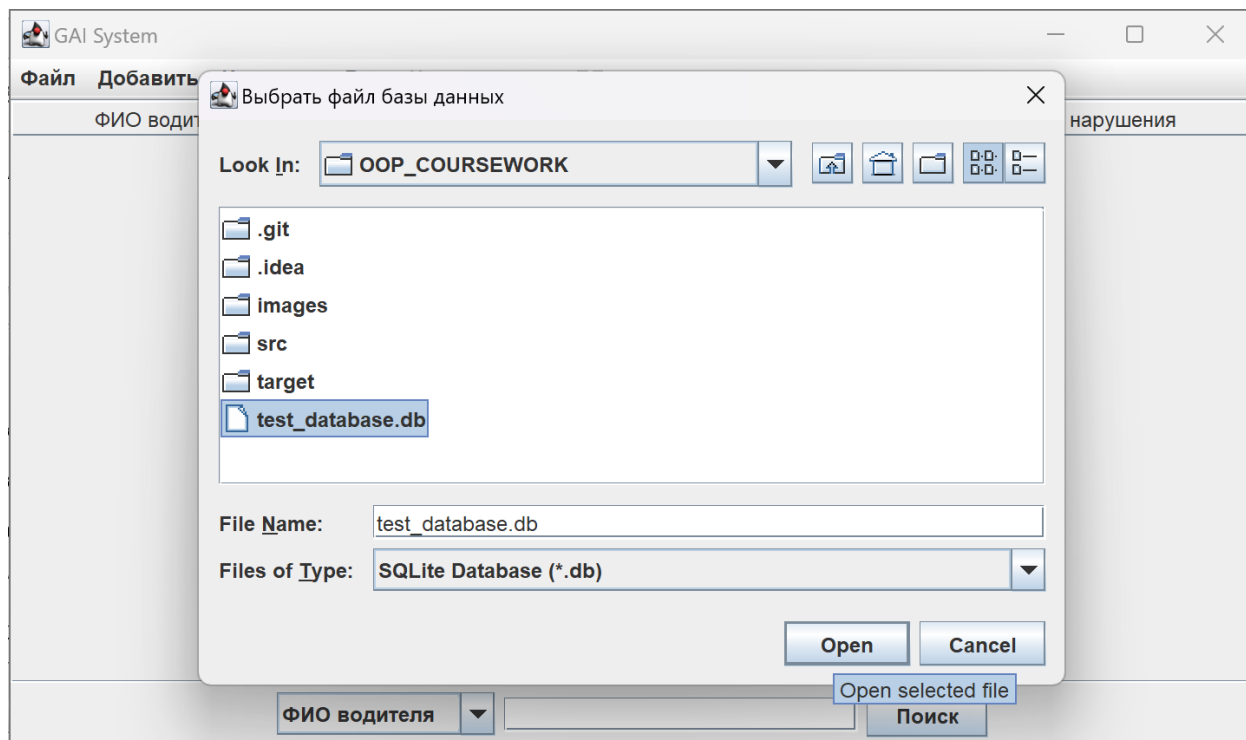 GAI System
Файл Добавить
Выбрать файл базы данных
ФИО
нарушения
Look In: OOP_COURSEWORK
.git
.idea
images
src
target
test_database.db
File Name: test_database.db
Files of Type: SQLite Database (*.db)
Open Cancel
Open selected file
ФИО водителя Поиск